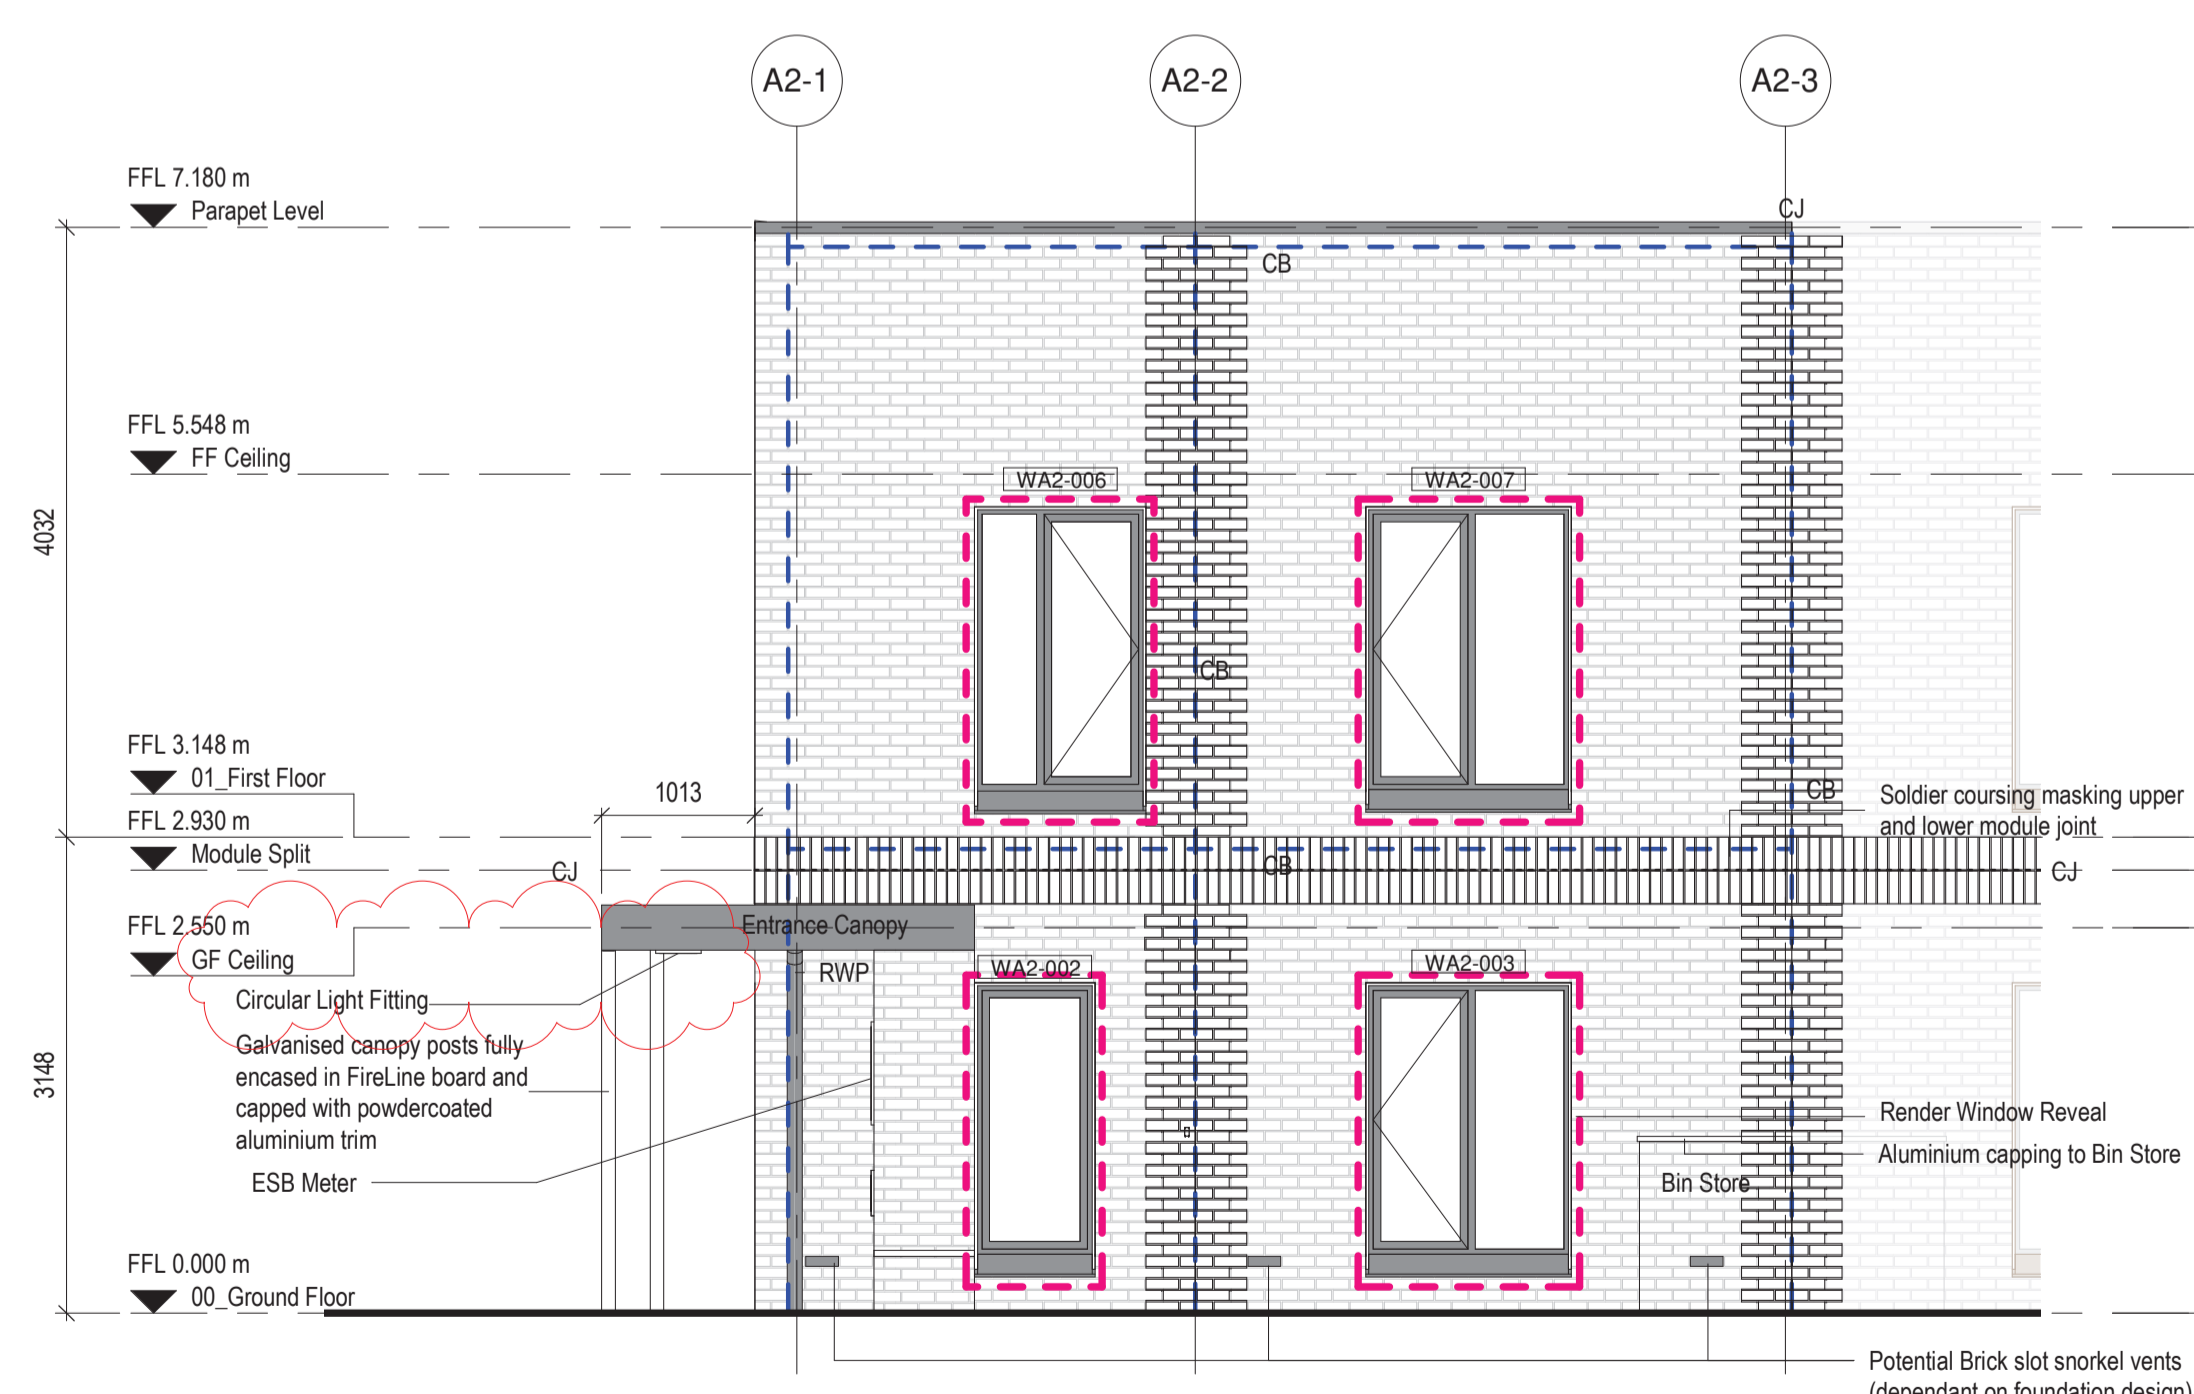 A2-1
A2-2
A2-3
FFL 7.180 m
Parapet Level
CJ
CB
FFL 5.548 m
FF Ceiling
WA2-006
WA2-007
4032
CB
FFL 3.148 m
01_First Floor
1013
CB
Soldier coursing masking upper
and lower module joint
FFL 2.930 m
Module Split
CJ
CB
CJ
FFL 2.550 m
GF Ceiling
Entrance Canopy
RWP
WA2-002
WA2-003
Circular Light Fitting
Galvanised canopy posts fully
encased in FireLine board and
capped with powdercoated
aluminium trim
3148
ESB Meter
Render Window Reveal
Aluminium capping to Bin Store
Bin Store
FFL 0.000 m
00_Ground Floor
Potential Brick slot snorkel vents
(dependant on foundation design)